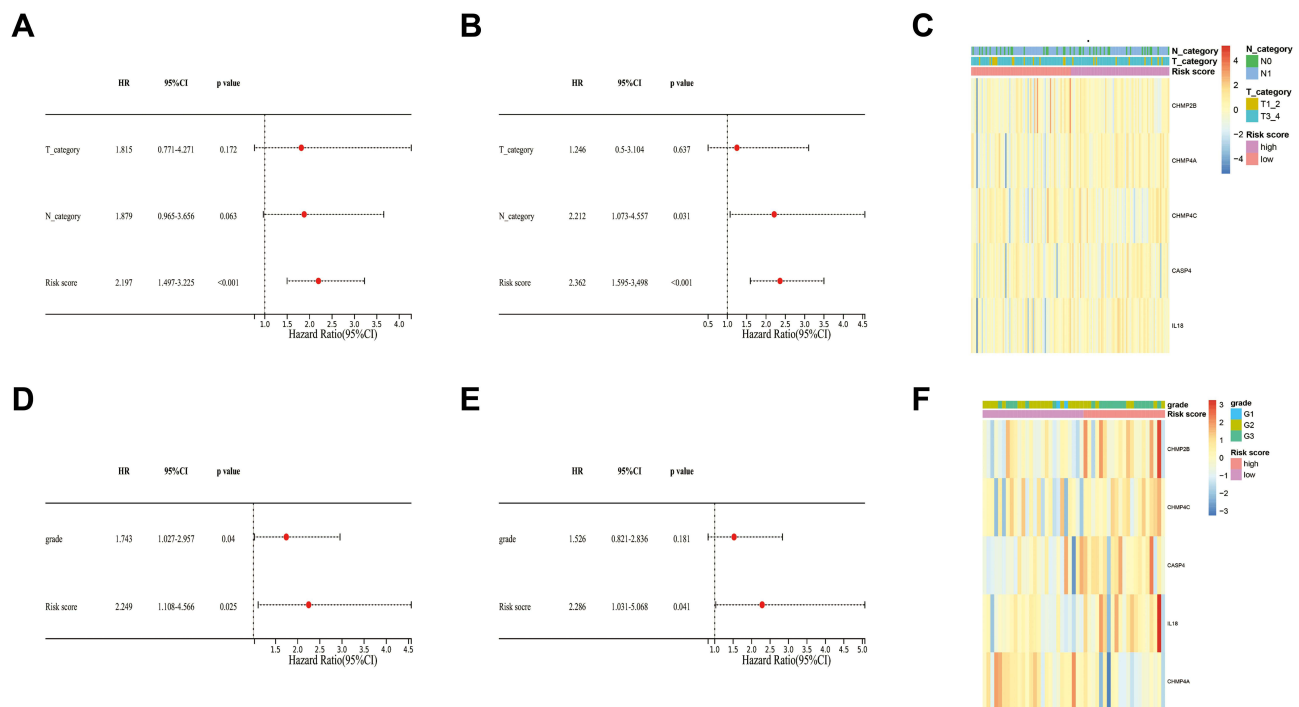 A
HR 95%CI p value
T_category 1.815 0.771-4.271 0.172
N_category 1.879 0.965-3.656 0.063
Risk score 2.197 1.497-3.225 <0.001
1.0 1.5 2.0 2.5 3.0 3.5 4.0
Hazard Ratio(95%CI)
B
HR 95%CI p value
T_category 1.246 0.5-3.104 0.637
N_category 2.212 1.073-4.557 0.031
Risk score 2.362 1.595-3,498 <0.001
0.5 1.0 1.5 2.0 2.5 3.0 3.5 4.0 4.5
Hazard Ratio(95%CI)
C
N_category
T_category
Risk score
CHMP2B
CHMP4A
CHMP4C
CASP4
IL18
4
2
0
−2
−4
N_category
N0
N1
T_category
T1_2
T3_4
Risk score
high
low
D
HR 95%CI p value
grade 1.743 1.027-2.957 0.04
Risk score 2.249 1.108-4.566 0.025
1.0 1.5 2.0 2.5 3.0 3.5 4.0 4.5
Hazard Ratio(95%CI)
E
HR 95%CI p value
grade 1.526 0.821-2.836 0.181
Risk socre 2.286 1.031-5.068 0.041
1.0 1.5 2.0 2.5 3.0 3.5 4.0 4.5 5.0
Hazard Ratio(95%CI)
F
grade
Risk score
CHMP2B
CHMP4C
CASP4
IL18
CHMP4A
3
2
1
0
−1
−2
−3
grade
G1
G2
G3
Risk score
high
low